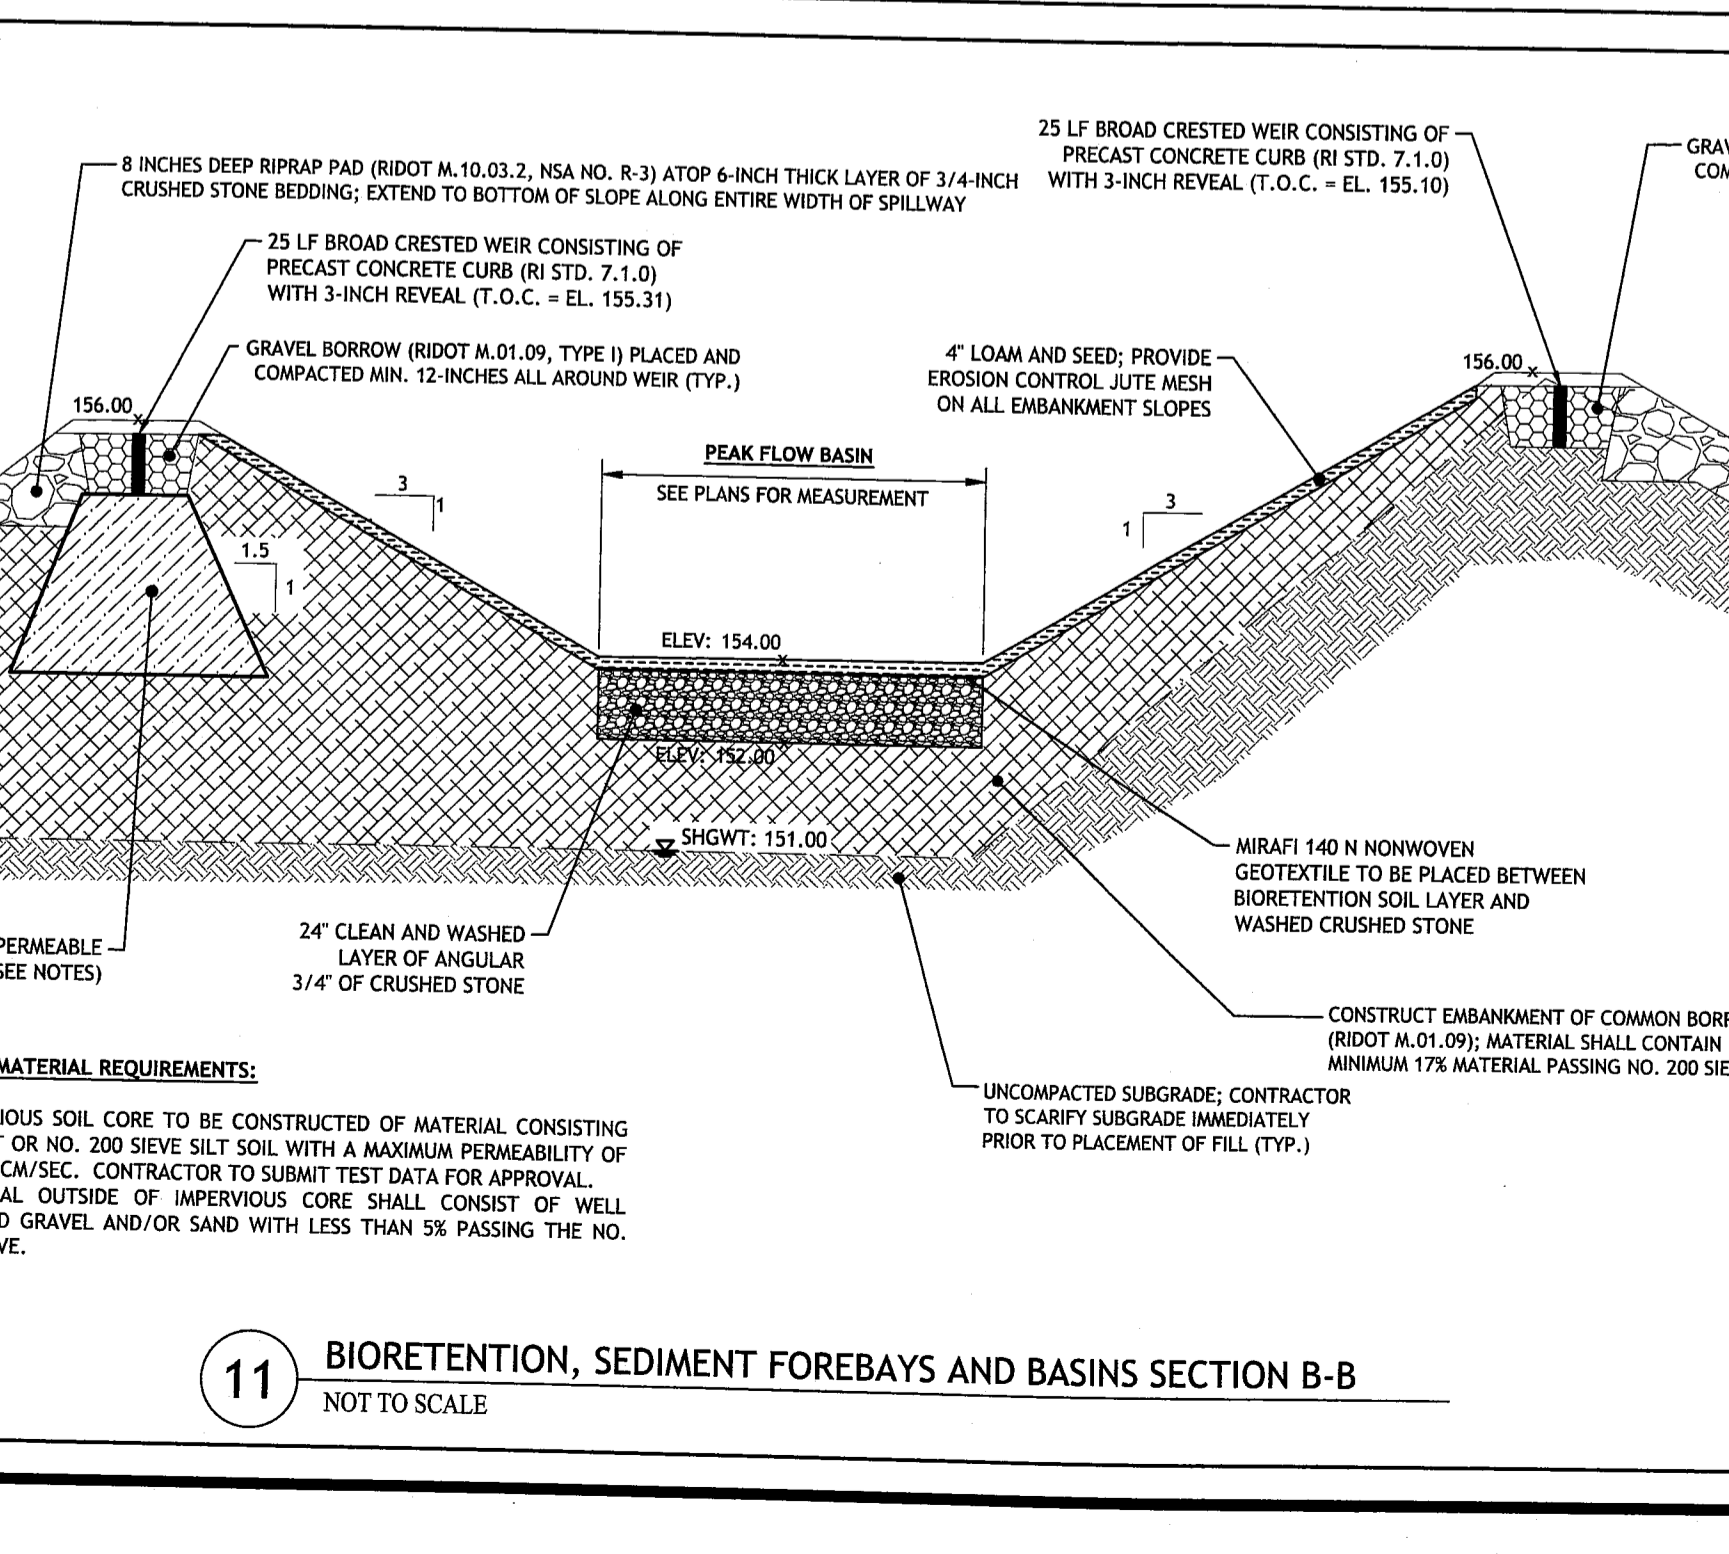 25 LF BROAD CRESTED WEIR CONSISTING OF
PRECAST CONCRETE CURB (RI STD. 7.1.0)
WITH 3-INCH REVEAL (T.O.C. = EL. 155.10)
8 INCHES DEEP RIPRAP PAD (RIDOT M.10.03.2, NSA NO. R-3) ATOP 6-INCH THICK LAYER OF 3/4-INCH
CRUSHED STONE BEDDING; EXTEND TO BOTTOM OF SLOPE ALONG ENTIRE WIDTH OF SPILLWAY
25 LF BROAD CRESTED WEIR CONSISTING OF
PRECAST CONCRETE CURB (RI STD. 7.1.0)
WITH 3-INCH REVEAL (T.O.C. = EL. 155.31)
GRAVEL BORROW (RIDOT M.01.09, TYPE I) PLACED AND
COMPACTED MIN. 12-INCHES ALL AROUND WEIR (TYP.)
4" LOAM AND SEED; PROVIDE
EROSION CONTROL JUTE MESH
ON ALL EMBANKMENT SLOPES
156.00
156.00
PEAK FLOW BASIN
SEE PLANS FOR MEASUREMENT
3
1
3
1
1.5
1
ELEV: 154.00
ELEV: 152.00
SHGWT: 151.00
MIRAFI 140 N NONWOVEN
GEOTEXTILE TO BE PLACED BETWEEN
BIORETENTION SOIL LAYER AND
WASHED CRUSHED STONE
PERMEABLE
SEE NOTES)
24" CLEAN AND WASHED
LAYER OF ANGULAR
3/4" OF CRUSHED STONE
CONSTRUCT EMBANKMENT OF COMMON
(RIDOT M.01.09); MATERIAL SHALL CONTAIN
MINIMUM 17% MATERIAL PASSING NO. 200
UNCOMPACTED SUBGRADE; CONTRACTOR
TO SCARIFY SUBGRADE IMMEDIATELY
PRIOR TO PLACEMENT OF FILL (TYP.)
MATERIAL REQUIREMENTS:
SOIL CORE TO BE CONSTRUCTED OF MATERIAL CONSISTING
OR NO. 200 SIEVE SILT SOIL WITH A MAXIMUM PERMEABILITY OF
CM/SEC. CONTRACTOR TO SUBMIT TEST DATA FOR APPROVAL.
OUTSIDE OF IMPERVIOUS CORE SHALL CONSIST OF WELL
GRAVEL AND/OR SAND WITH LESS THAN 5% PASSING THE NO.
11
BIORETENTION, SEDIMENT FOREBAYS AND BASINS SECTION B-B
NOT TO SCALE